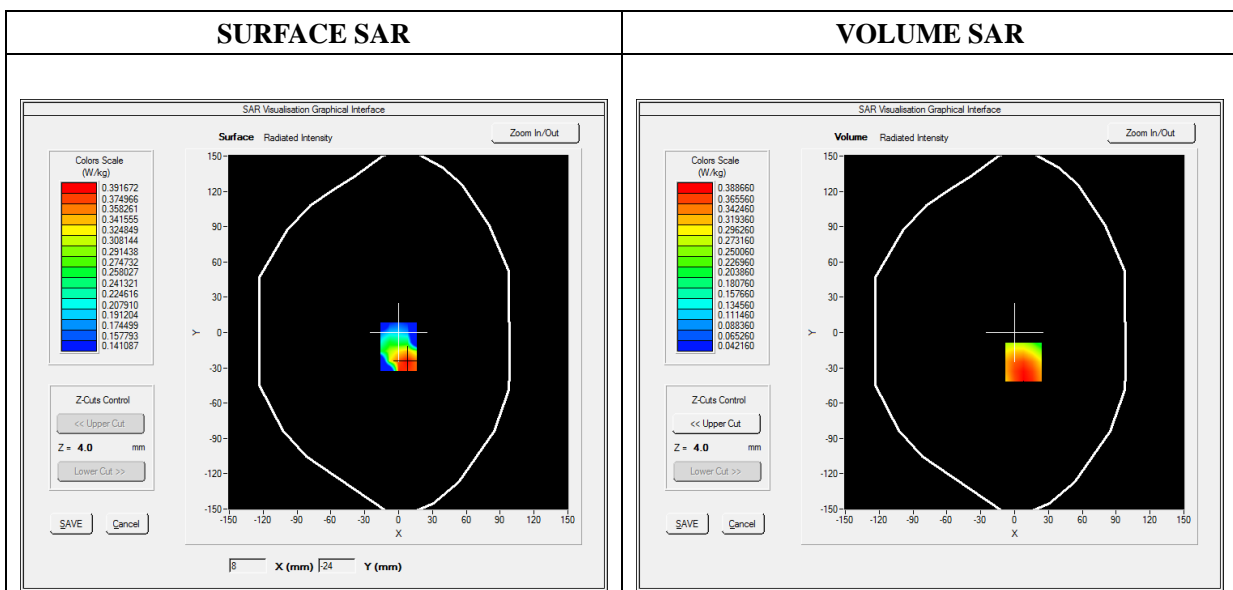 SURFACE SAR
VOLUME SAR
SAR Visualisation Graphical Interface
Surface Radiated Intensity
Zoom In/Out
Colors Scale
(W/kg)
0.391672
0.374966
0.358261
0.341555
0.324849
0.308144
0.291438
0.274732
0.258027
0.241321
0.224616
0.207910
0.191204
0.174499
0.157793
0.141087
Z-Cuts Control
<< Upper Cut
Z = 4.0 mm
Lower Cut >>
SAVE Cancel
150
120
90
60
30
0
-30
-60
-90
-120
-150
Y
-150 -120 -90 -60 -30 0 30 60 90 120 150
X
8 X (mm) -24 Y (mm)
SAR Visualisation Graphical Interface
Volume Radiated Intensity
Zoom In/Out
Colors Scale
(W/kg)
0.388660
0.365560
0.342460
0.319360
0.296260
0.273160
0.250060
0.226960
0.203860
0.180760
0.157660
0.134560
0.111460
0.088360
0.065260
0.042160
Z-Cuts Control
<< Upper Cut
Z = 4.0 mm
Lower Cut >>
SAVE Cancel
150
120
90
60
30
0
-30
-60
-90
-120
-150
Y
-150 -120 -90 -60 -30 0 30 60 90 120 150
X